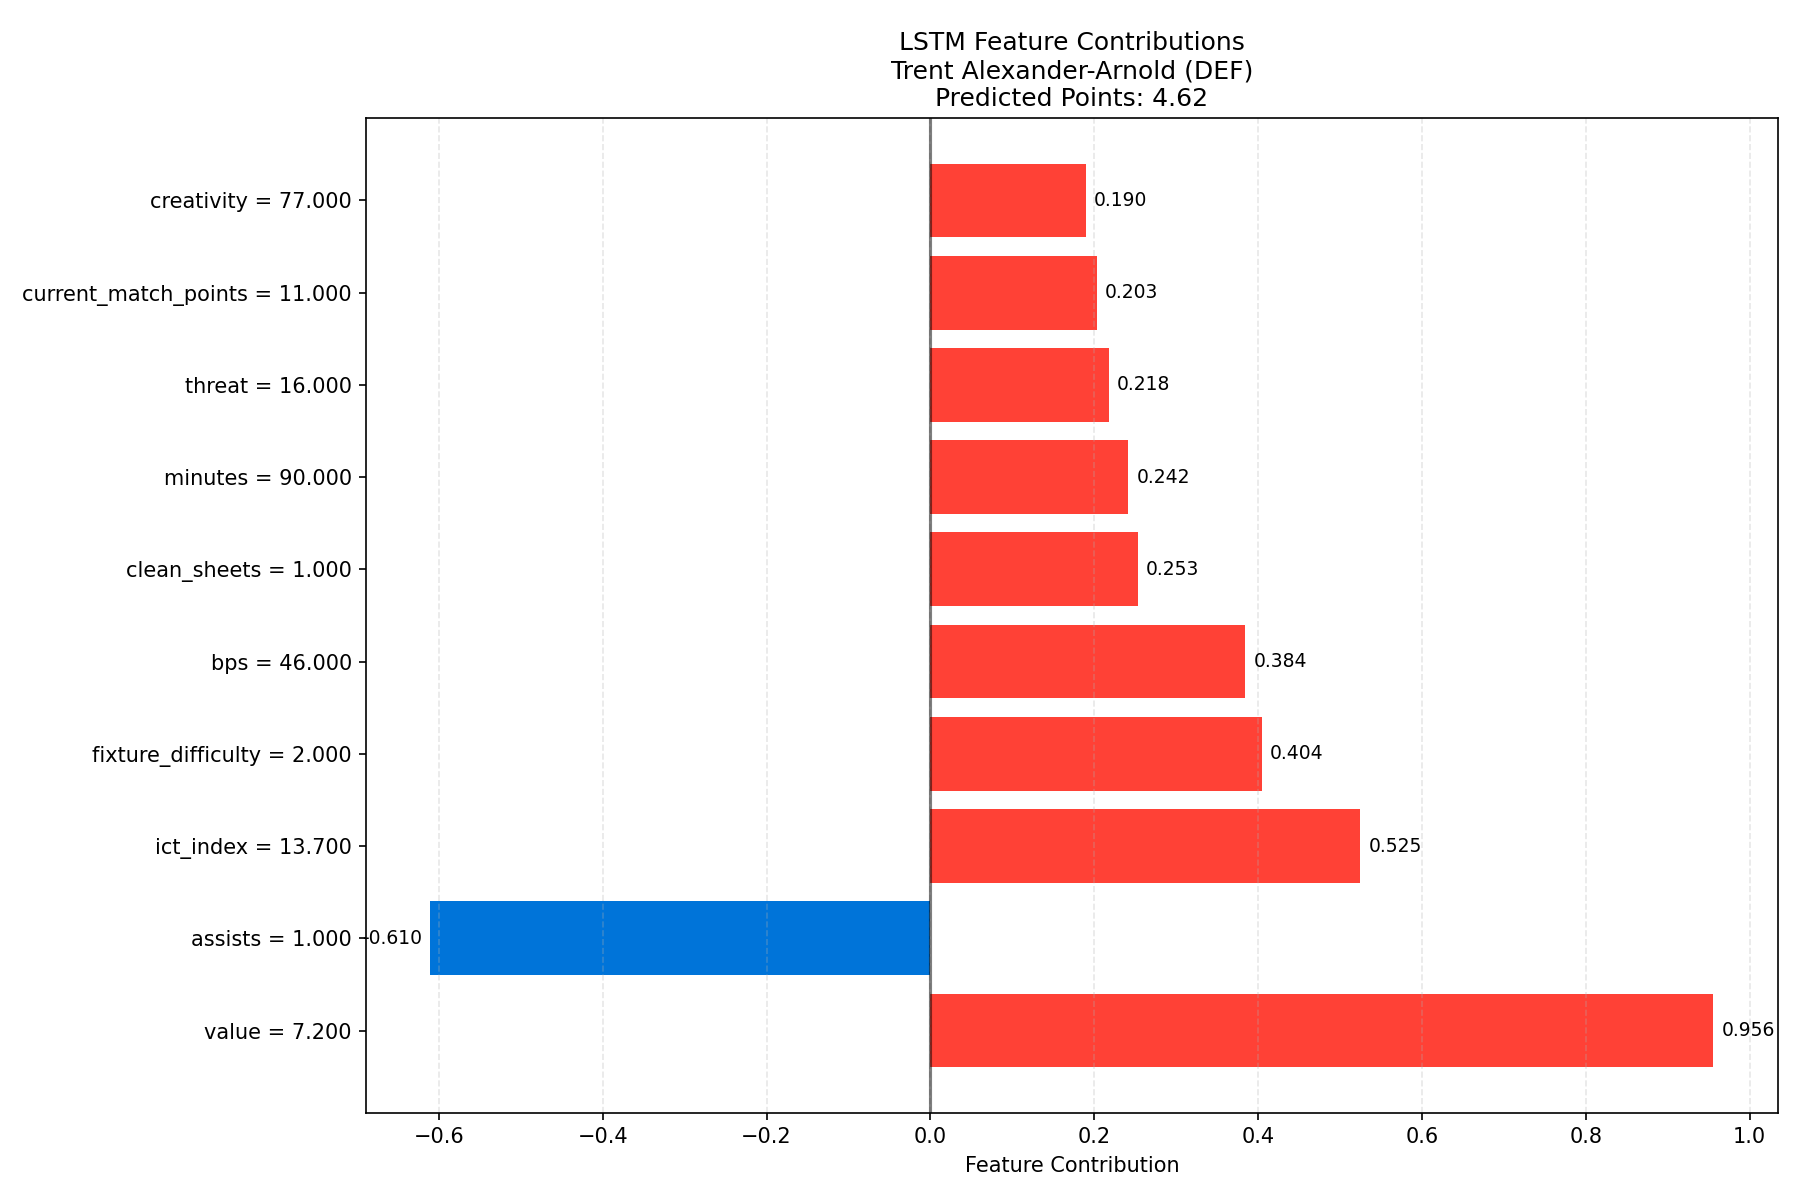 LSTM Feature Contributions
Trent Alexander-Arnold (DEF)
Predicted Points: 4.62
creativity = 77.000 0.190
current_match_points = 11.000 0.203
threat = 16.000 0.218
minutes = 90.000 0.242
clean_sheets = 1.000 0.253
bps = 46.000 0.384
fixture_difficulty = 2.000 0.404
ict_index = 13.700 0.525
assists = 1.000 -0.610
value = 7.200 0.956
−0.6 −0.4 −0.2 0.0 0.2 0.4 0.6 0.8 1.0
Feature Contribution